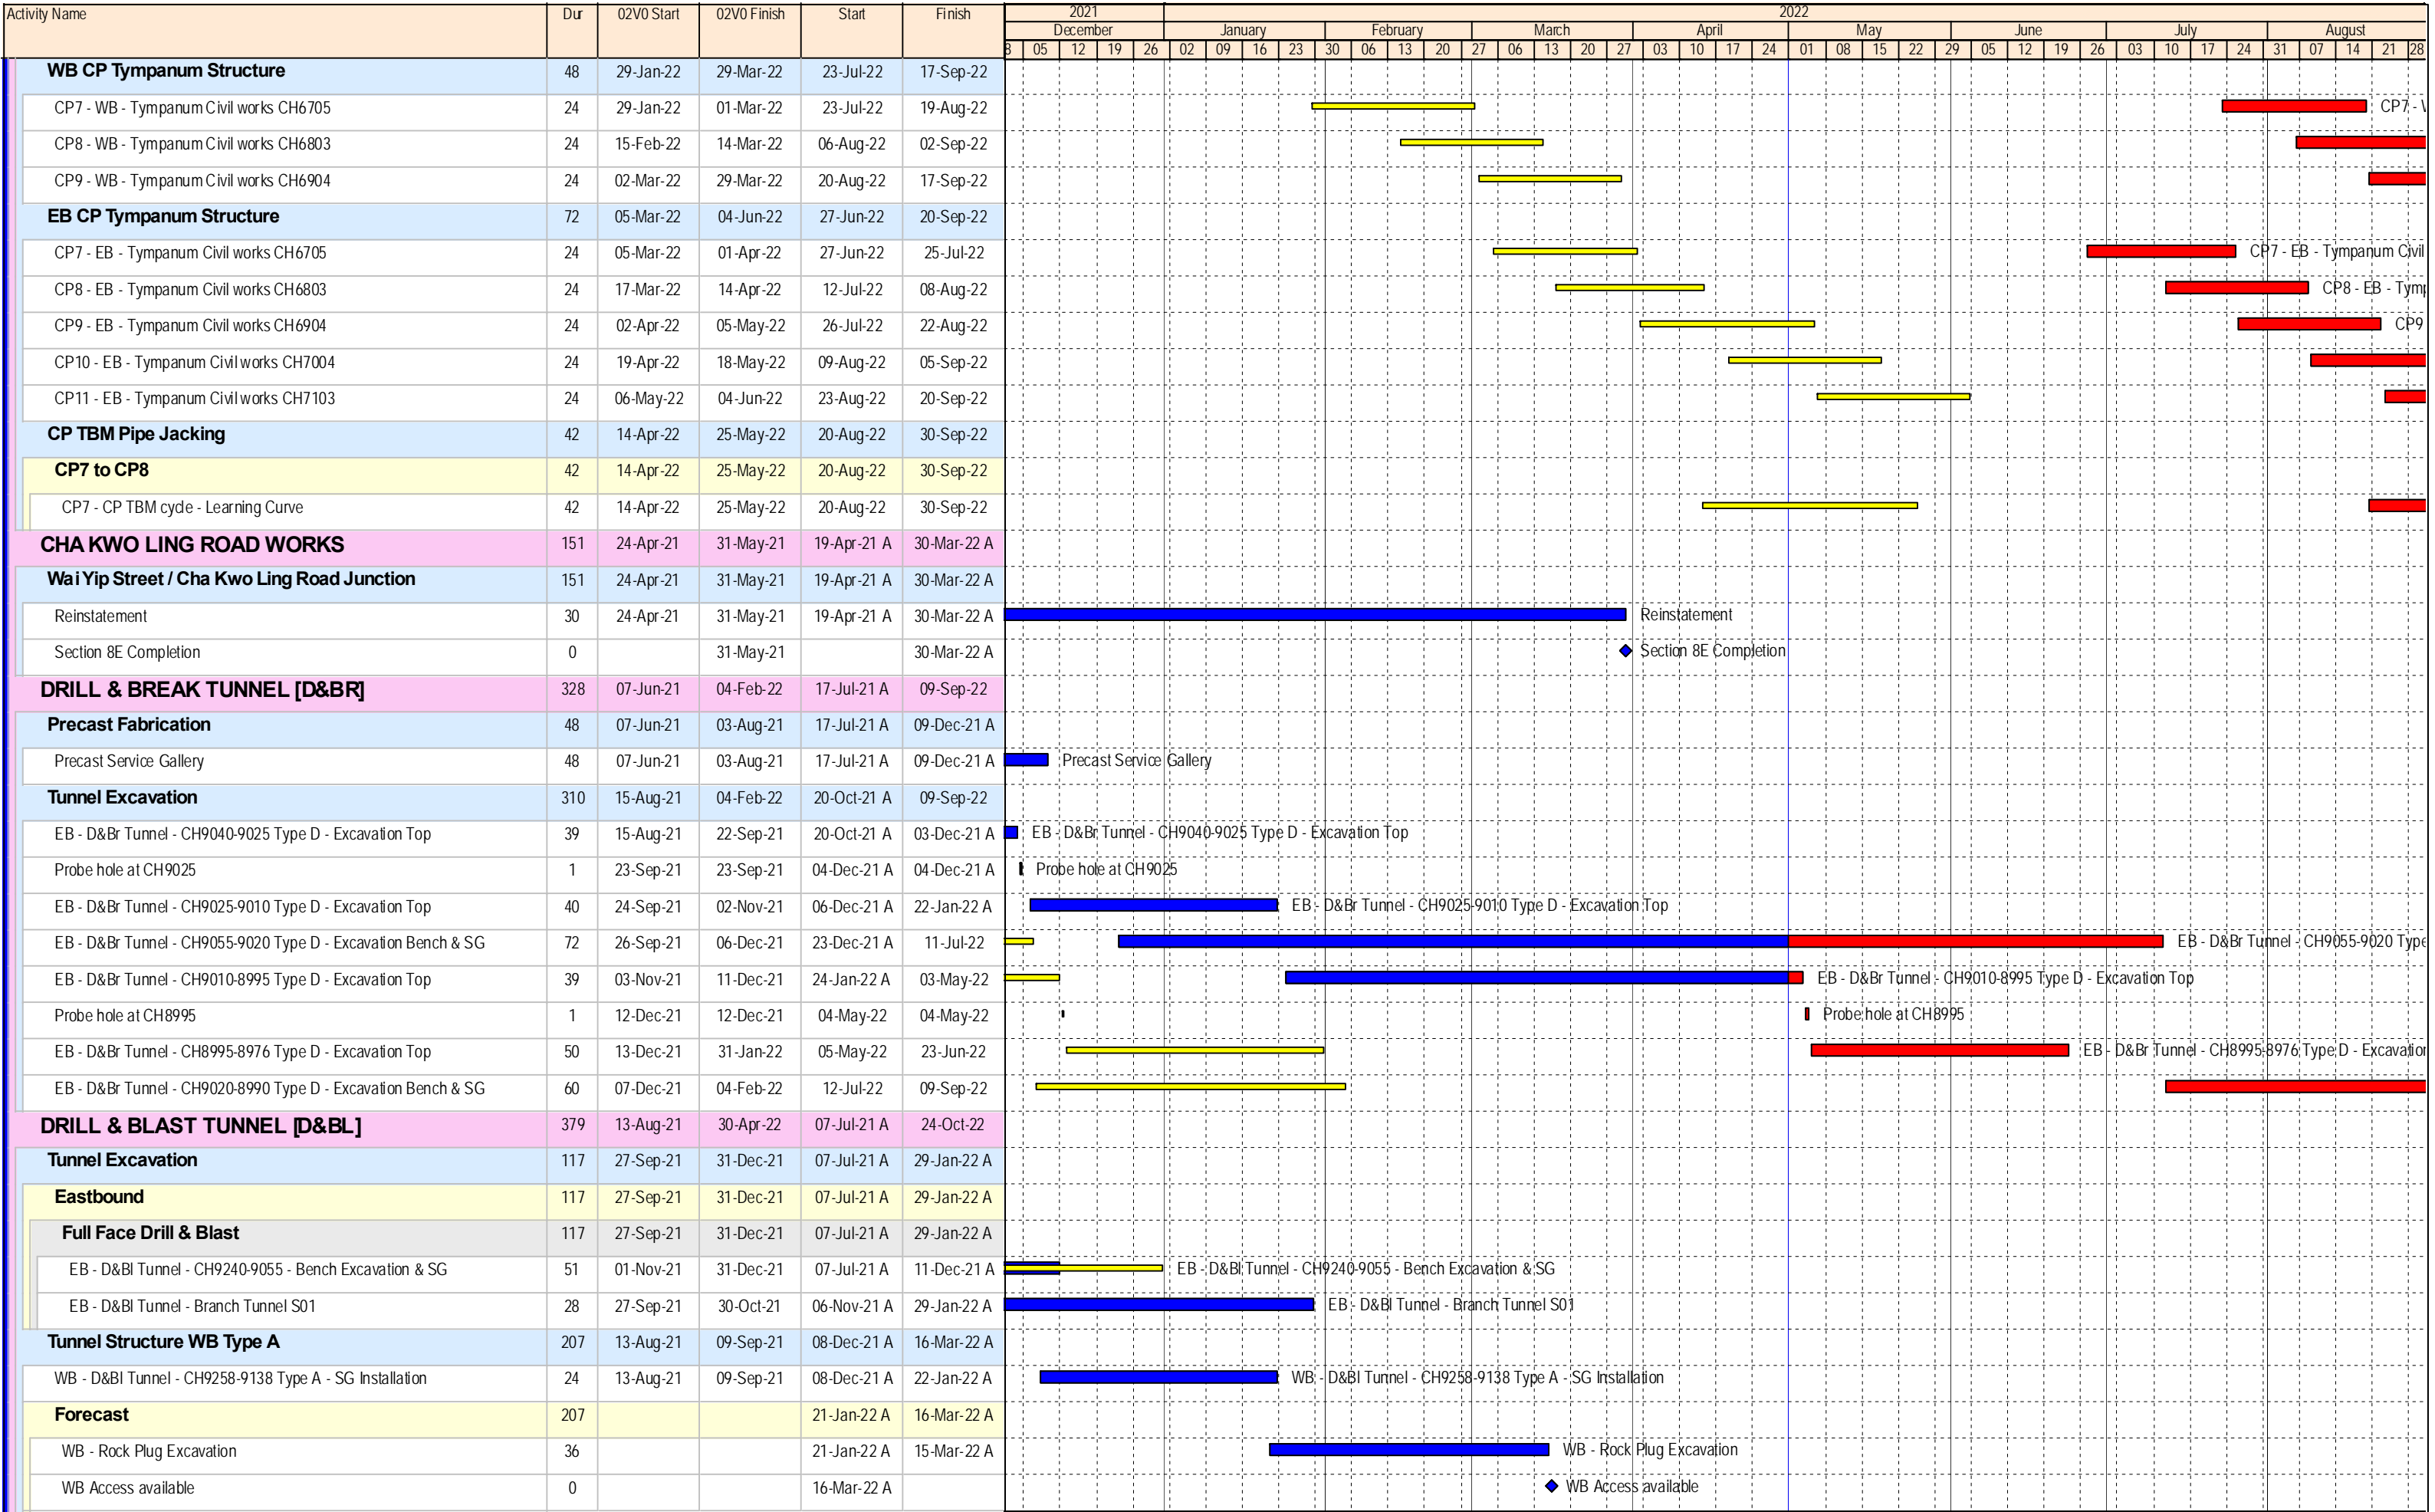 Activity Name Dur 02V0 Start 02V0 Finish Start Finish 2021 2022
December January February March April May June July August
8 05 12 19 26 02 09 16 23 30 06 13 20 27 06 13 20 27 03 10 17 24 01 08 15 22 29 05 12 19 26 03 10 17 24 31 07 14 21 28
WB CP Tympanum Structure 48 29-Jan-22 29-Mar-22 23-Jul-22 17-Sep-22
CP7 - WB - Tympanum Civil works CH6705 24 29-Jan-22 01-Mar-22 23-Jul-22 19-Aug-22 CP7 -
CP8 - WB - Tympanum Civil works CH6803 24 15-Feb-22 14-Mar-22 06-Aug-22 02-Sep-22
CP9 - WB - Tympanum Civil works CH6904 24 02-Mar-22 29-Mar-22 20-Aug-22 17-Sep-22
EB CP Tympanum Structure 72 05-Mar-22 04-Jun-22 27-Jun-22 20-Sep-22
CP7 - EB - Tympanum Civil works CH6705 24 05-Mar-22 01-Apr-22 27-Jun-22 25-Jul-22 CP7 - EB - Tympanum Civil
CP8 - EB - Tympanum Civil works CH6803 24 17-Mar-22 14-Apr-22 12-Jul-22 08-Aug-22 CP8 - EB - Tym
CP9 - EB - Tympanum Civil works CH6904 24 02-Apr-22 05-May-22 26-Jul-22 22-Aug-22 CP9
CP10 - EB - Tympanum Civil works CH7004 24 19-Apr-22 18-May-22 09-Aug-22 05-Sep-22
CP11 - EB - Tympanum Civil works CH7103 24 06-May-22 04-Jun-22 23-Aug-22 20-Sep-22
CP TBM Pipe Jacking 42 14-Apr-22 25-May-22 20-Aug-22 30-Sep-22
CP7 to CP8 42 14-Apr-22 25-May-22 20-Aug-22 30-Sep-22
CP7 - CP TBM cycle - Learning Curve 42 14-Apr-22 25-May-22 20-Aug-22 30-Sep-22
CHA KWO LING ROAD WORKS 151 24-Apr-21 31-May-21 19-Apr-21 A 30-Mar-22 A
Wai Yip Street / Cha Kwo Ling Road Junction 151 24-Apr-21 31-May-21 19-Apr-21 A 30-Mar-22 A
Reinstatement 30 24-Apr-21 31-May-21 19-Apr-21 A 30-Mar-22 A Reinstatement
Section 8E Completion 0 31-May-21 30-Mar-22 A Section 8E Completion
DRILL & BREAK TUNNEL [D&BR] 328 07-Jun-21 04-Feb-22 17-Jul-21 A 09-Sep-22
Precast Fabrication 48 07-Jun-21 03-Aug-21 17-Jul-21 A 09-Dec-21 A
Precast Service Gallery 48 07-Jun-21 03-Aug-21 17-Jul-21 A 09-Dec-21 A Precast Service Gallery
Tunnel Excavation 310 15-Aug-21 04-Feb-22 20-Oct-21 A 09-Sep-22
EB - D&Br Tunnel - CH9040-9025 Type D - Excavation Top 39 15-Aug-21 22-Sep-21 20-Oct-21 A 03-Dec-21 A EB - D&Br Tunnel - CH9040-9025 Type D - Excavation Top
Probe hole at CH9025 1 23-Sep-21 23-Sep-21 04-Dec-21 A 04-Dec-21 A Probe hole at CH9025
EB - D&Br Tunnel - CH9025-9010 Type D - Excavation Top 40 24-Sep-21 02-Nov-21 06-Dec-21 A 22-Jan-22 A EB - D&Br Tunnel - CH9025-9010 Type D - Excavation Top
EB - D&Br Tunnel - CH9055-9020 Type D - Excavation Bench & SG 72 26-Sep-21 06-Dec-21 23-Dec-21 A 11-Jul-22 EB - D&Br Tunnel - CH9055-9020 Type
EB - D&Br Tunnel - CH9010-8995 Type D - Excavation Top 39 03-Nov-21 11-Dec-21 24-Jan-22 A 03-May-22 EB - D&Br Tunnel - CH9010-8995 Type D - Excavation Top
Probe hole at CH8995 1 12-Dec-21 12-Dec-21 04-May-22 04-May-22 Probe hole at CH8995
EB - D&Br Tunnel - CH8995-8976 Type D - Excavation Top 50 13-Dec-21 31-Jan-22 05-May-22 23-Jun-22 EB - D&Br Tunnel - CH8995-8976 Type D - Excavation
EB - D&Br Tunnel - CH9020-8990 Type D - Excavation Bench & SG 60 07-Dec-21 04-Feb-22 12-Jul-22 09-Sep-22
DRILL & BLAST TUNNEL [D&BL] 379 13-Aug-21 30-Apr-22 07-Jul-21 A 24-Oct-22
Tunnel Excavation 117 27-Sep-21 31-Dec-21 07-Jul-21 A 29-Jan-22 A
Eastbound 117 27-Sep-21 31-Dec-21 07-Jul-21 A 29-Jan-22 A
Full Face Drill & Blast 117 27-Sep-21 31-Dec-21 07-Jul-21 A 29-Jan-22 A
EB - D&Bl Tunnel - CH9240-9055 - Bench Excavation & SG 51 01-Nov-21 31-Dec-21 07-Jul-21 A 11-Dec-21 A EB - D&Bl Tunnel - CH9240-9055 - Bench Excavation & SG
EB - D&Bl Tunnel - Branch Tunnel S01 28 27-Sep-21 30-Oct-21 06-Nov-21 A 29-Jan-22 A EB - D&Bl Tunnel - Branch Tunnel S01
Tunnel Structure WB Type A 207 13-Aug-21 09-Sep-21 08-Dec-21 A 16-Mar-22 A
WB - D&Bl Tunnel - CH9258-9138 Type A - SG Installation 24 13-Aug-21 09-Sep-21 08-Dec-21 A 22-Jan-22 A WB - D&Bl Tunnel - CH9258-9138 Type A - SG Installation
Forecast 207 21-Jan-22 A 16-Mar-22 A
WB - Rock Plug Excavation 36 21-Jan-22 A 15-Mar-22 A WB - Rock Plug Excavation
WB Access available 0 16-Mar-22 A WB Access available